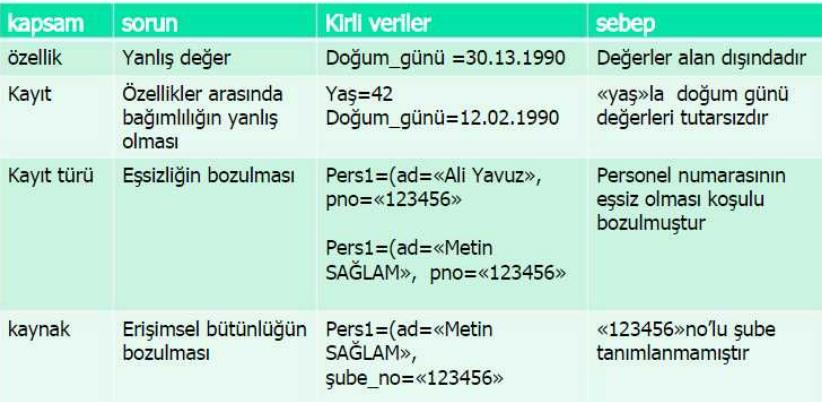 kapsam sorun Kirli veriler sebep
özellik Yanlış değer Doğum_günü =30.13.1990 Değerler alan dışındadır
Kayıt Özellikler arasında Yaş=42 «yaş»la doğum günü
bağımlılığın yanlış Doğum_günü=12.02.1990 değerleri tutarsızdır
olması
Kayıt türü Eşsizliğin bozulması Pers1=(ad=«Ali Yavuz», Personel numarasının
pno=«123456» eşsiz olması koşulu
bozulmuştur
Pers1=(ad=«Metin
SAĞLAM», pno=«123456»
kaynak Erişimsel bütünlüğün Pers1=(ad=«Metin «123456»no’lu şube
bozulması SAĞLAM», tanımlanmamıştır
şube_no=«123456»